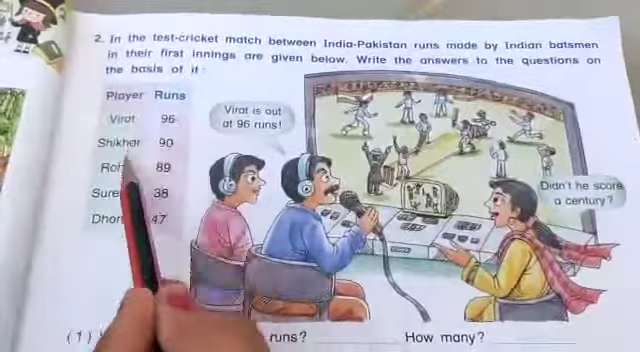 2. In the test-cricket match between India-Pakistan runs made by Indian batsmen
in their first innings are given below. Write the answers to the questions on
the basis of it :
Player Runs
Virat 96
Shikhar 90
89
38
47
Virat is out
at 96 runs!
Didn't he score
a century?
(1) runs? How many?